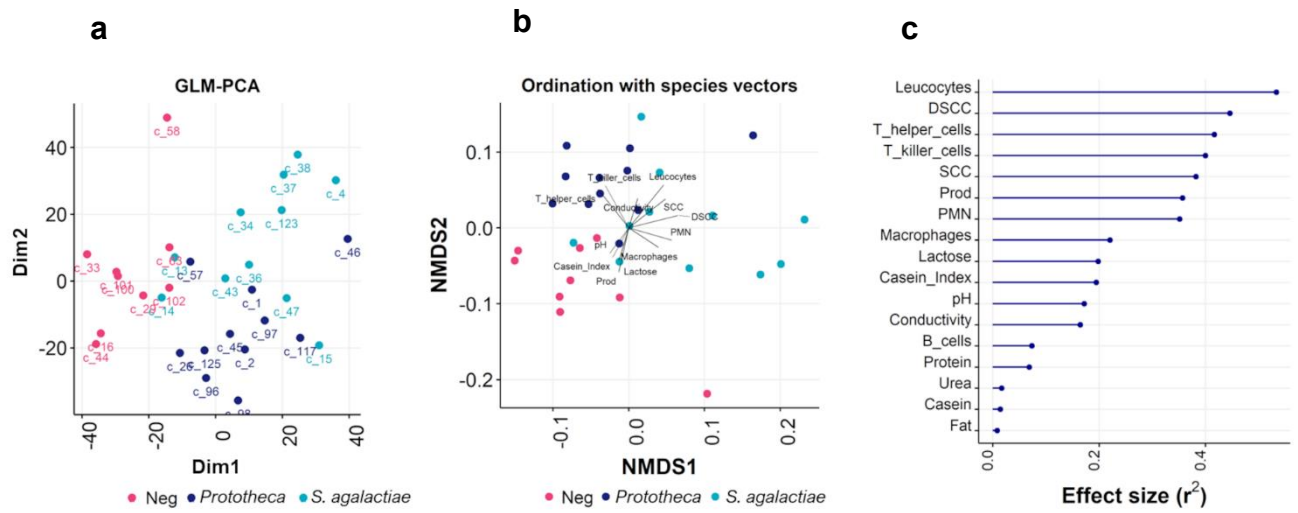 a
GLM-PCA
Dim2
40
20
0
-20
c_58
c_38
c_37
c_4
c_34
c_123
c_46
c_33
c_63
c_13
c_57
c_101
c_100
c_36
c_43
c_102
c_29
c_14
c_1
c_47
c_16
c_44
c_97
c_45
c_117
c_15
c_26
c_125
c_2
c_96
c_98
-40
-20
0
20
40
Dim1
Neg Prototheca S. agalactiae
b
Ordination with species vectors
NMDS2
0.1
0.0
-0.1
-0.2
T_killer_cells
Leucocytes
T_helper_cells
Conductivity
SCC
DSCC
PMN
pH
Macrophages
Casein_Index
Lactose
Prod
-0.1
0.0
0.1
0.2
NMDS1
Neg Prototheca S. agalactiae
c
Leucocytes
DSCC
T_helper_cells
T_killer_cells
SCC
Prod
PMN
Macrophages
Lactose
Casein_Index
pH
Conductivity
B_cells
Protein
Urea
Casein
Fat
0.0
0.2
0.4
Effect size (r²)